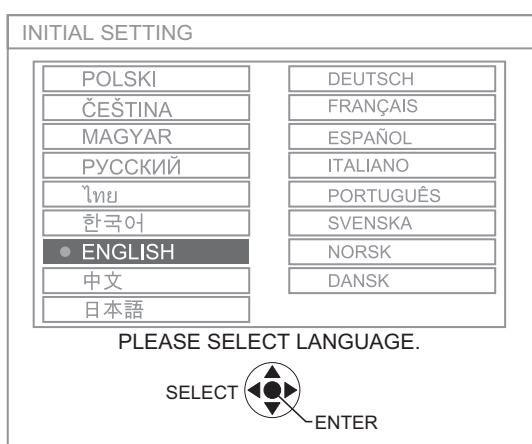 INITIAL SETTING
POLSKI
ČEŠTINA
MAGYAR
РУССКИЙ
ไทย
한국어
ENGLISH
中文
日本語
DEUTSCH
FRANÇAIS
ESPAÑOL
ITALIANO
PORTUGUÊS
SVENSKA
NORSK
DANSK
PLEASE SELECT LANGUAGE.
SELECT
ENTER